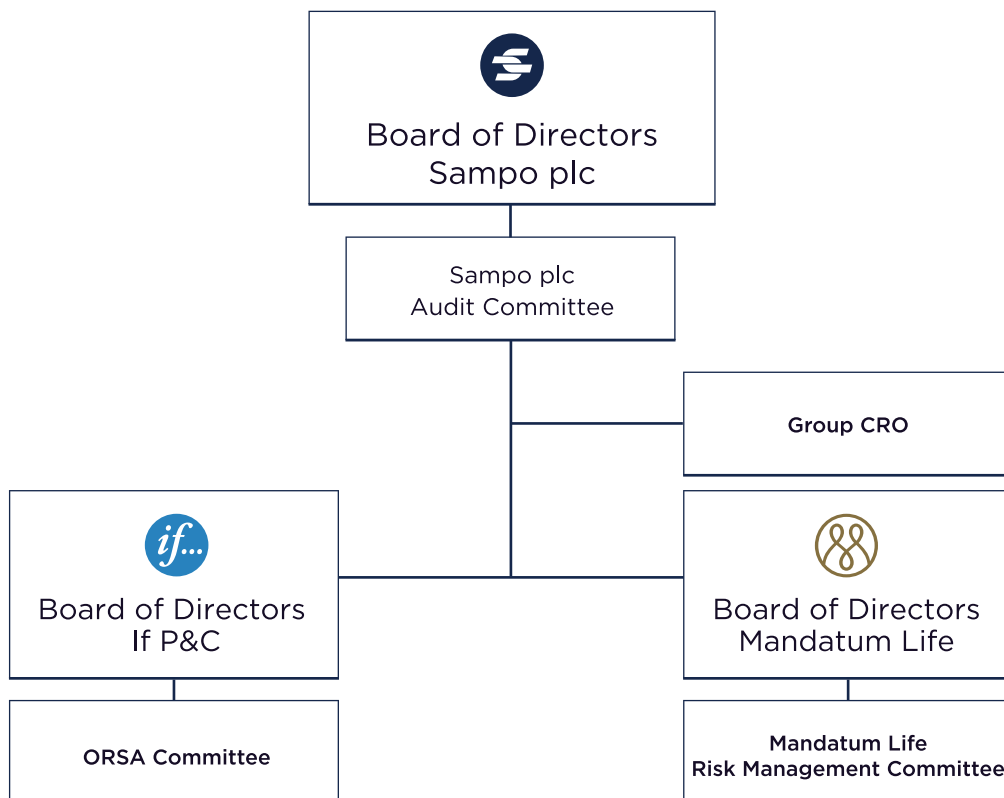 Board of Directors
Sampo plc
Sampo plc
Audit Committee
Group CRO
if...
Board of Directors
If P&C
Board of Directors
Mandatum Life
ORSA Committee
Mandatum Life
Risk Management Committee